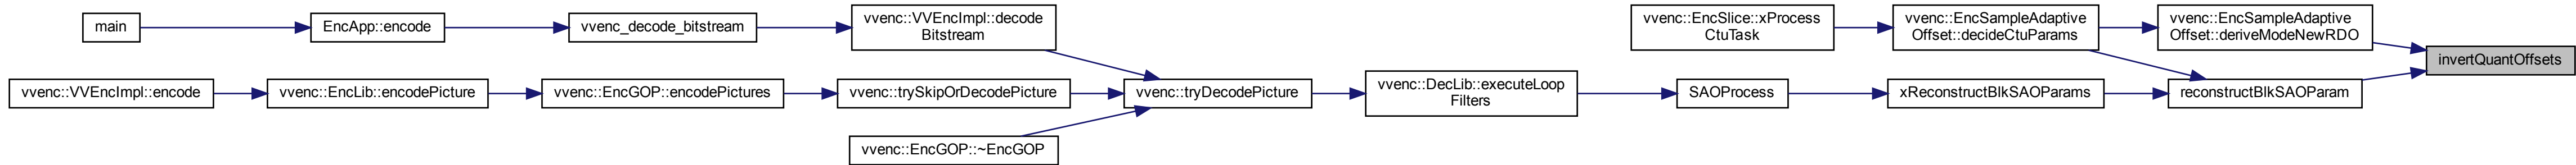 main
EncApp::encode
vvenc_decode_bitstream
vvenc::VVEncImpl::decode
Bitstream
vvenc::EncSlice::xProcess
CtuTask
vvenc::EncSampleAdaptive
Offset::decideCtuParams
vvenc::EncSampleAdaptive
Offset::deriveModeNewRDO
invertQuantOffsets
vvenc::VVEncImpl::encode
vvenc::EncLib::encodePicture
vvenc::EncGOP::encodePictures
vvenc::trySkipOrDecodePicture
vvenc::tryDecodePicture
vvenc::DecLib::executeLoop
Filters
SAOProcess
xReconstructBlkSAOParams
reconstructBlkSAOParam
vvenc::EncGOP::~EncGOP